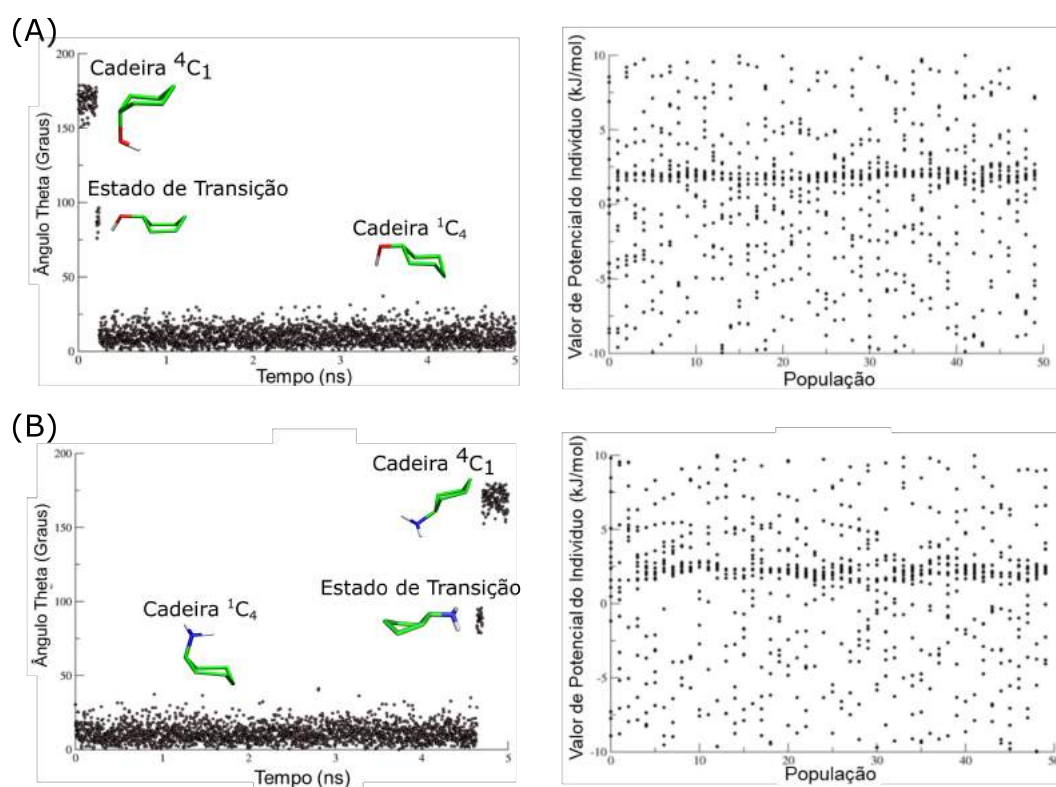 (A)
200
150
100
50
0
Ângulo Theta (Graus)
Cadeira ⁴C₁
Estado de Transição
Cadeira ¹C₄
0 1 2 3 4 5
Tempo (ns)
10
5
0
-5
-10
Valor de Potencial do Indivíduo (kJ/mol)
0 10 20 30 40 50
População
(B)
200
150
100
50
0
Ângulo Theta (Graus)
Cadeira ⁴C₁
Estado de Transição
Cadeira ¹C₄
0 1 2 3 4 5
Tempo (ns)
10
5
0
-5
-10
Valor de Potencial do Indivíduo (kJ/mol)
0 10 20 30 40 50
População